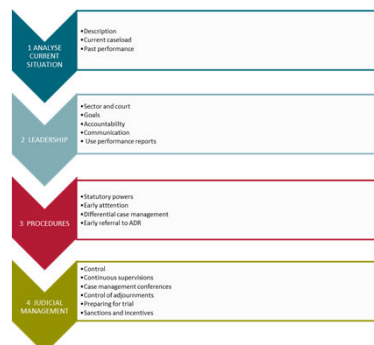 1 ANALYSE
CURRENT
SITUATION
•Description
•Current caseload
•Past performance
2 LEADERSHIP
•Sector and court
•Goals
•Accountability
•Communication
• Use performance reports
3 PROCEDURES
•Statutory powers
•Early atttention
•Differential case management
•Early referral to ADR
4 JUDICIAL
MANAGEMENT
•Control
•Continuous supervisions
•Case management conferences
•Control of adjournments
•Preparing for trial
•Sanctions and incentives